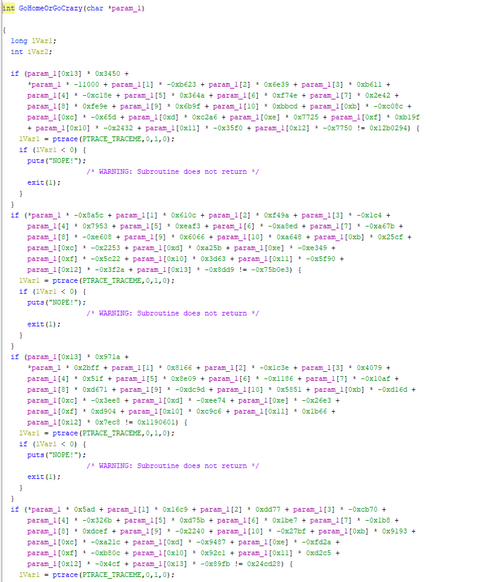 int GoHomeOrGoCrazy(char *param_1)
{
long lVar1;
int iVar2;
if (param_1[0x13] * 0x3450 +
*param_1 * -11000 + param_1[1] * -0xb623 + param_1[2] * 0x6e39 + param_1[3] * 0xb611 +
param_1[4] * -0xc18e + param_1[5] * 0x364a + param_1[6] * 0xf74e + param_1[7] * 0x2e42 +
param_1[8] * 0xfe9e + param_1[9] * 0x6b9f + param_1[10] * 0xbbcd + param_1[0xb] * -0xc08c +
param_1[0xc] * -0x65d + param_1[0xd] * 0xc2a6 + param_1[0xe] * 0x7725 + param_1[0xf] * 0xb19f
+ param_1[0x10] * -0x2432 + param_1[0x11] * -0x35f0 + param_1[0x12] * -0x7750 != 0x12b0294) {
lVar1 = ptrace(PTRACE_TRACEME,0,1,0);
if (lVar1 < 0) {
puts("NOPE!");
/* WARNING: Subroutine does not return */
exit(1);
}
}
if (*param_1 * -0x8a5c + param_1[1] * 0x610c + param_1[2] * 0xf49a + param_1[3] * -0x1c4 +
param_1[4] * 0x7953 + param_1[5] * 0xeaf3 + param_1[6] * -0xa8ed + param_1[7] * -0xa67b +
param_1[8] * -0xe608 + param_1[9] * 0x6066 + param_1[10] * 0xa648 + param_1[0xb] * 0x25cf +
param_1[0xc] * -0x2253 + param_1[0xd] * 0xa25b + param_1[0xe] * -0xe349 +
param_1[0xf] * -0x5c22 + param_1[0x10] * 0x3d63 + param_1[0x11] * -0x5f90 +
param_1[0x12] * -0x3f2a + param_1[0x13] * -0x8dd9 != -0x75b0e3) {
lVar1 = ptrace(PTRACE_TRACEME,0,1,0);
if (lVar1 < 0) {
puts("NOPE!");
/* WARNING: Subroutine does not return */
exit(1);
}
}
if (param_1[0x13] * 0x971a +
*param_1 * 0x2bff + param_1[1] * 0x8166 + param_1[2] * -0x1c3e + param_1[3] * 0x4079 +
param_1[4] * 0x51f + param_1[5] * 0x8e09 + param_1[6] * -0x1186 + param_1[7] * -0x10af +
param_1[8] * 0xd671 + param_1[9] * -0xdc9d + param_1[10] * 0x5851 + param_1[0xb] * -0xd16d +
param_1[0xc] * -0x3ee8 + param_1[0xd] * -0xee74 + param_1[0xe] * -0x26e3 +
param_1[0xf] * 0xd904 + param_1[0x10] * 0xc9c6 + param_1[0x11] * 0x1b66 +
param_1[0x12] * 0x7ec8 != 0x1190601) {
lVar1 = ptrace(PTRACE_TRACEME,0,1,0);
if (lVar1 < 0) {
puts("NOPE!");
/* WARNING: Subroutine does not return */
exit(1);
}
}
if (*param_1 * 0x5ad + param_1[1] * 0x16c9 + param_1[2] * 0xdd77 + param_1[3] * -0xcb70 +
param_1[4] * -0x326b + param_1[5] * 0xd75b + param_1[6] * 0x1be7 + param_1[7] * -0x1b8 +
param_1[8] * 0xdcef + param_1[9] * -0x2240 + param_1[10] * -0x27bf + param_1[0xb] * 0x9193 +
param_1[0xc] * -0xa21c + param_1[0xd] * -0x9487 + param_1[0xe] * -0xfd2a +
param_1[0xf] * -0xb80c + param_1[0x10] * 0x92c1 + param_1[0x11] * 0xd2c5 +
param_1[0x12] * -0x4cf + param_1[0x13] * -0x89fb != 0x24cd28) {
lVar1 = ptrace(PTRACE_TRACEME,0,1,0);